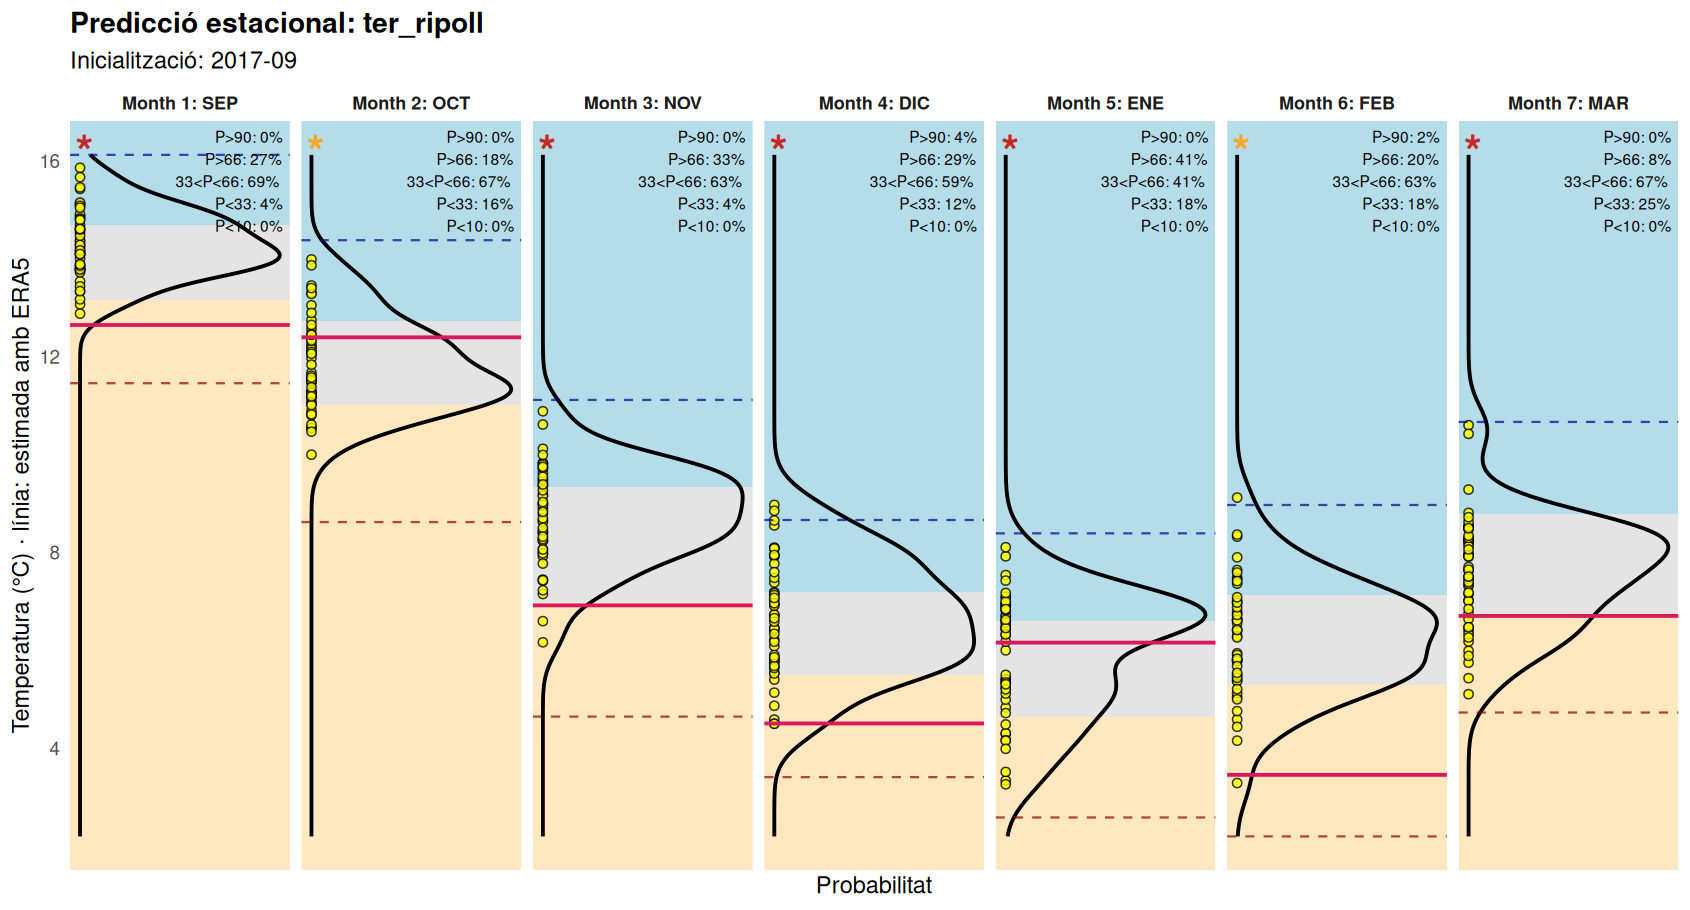 Predicció estacional: ter_ripoll
Inicialització: 2017-09
Month 1: SEP
Month 2: OCT
Month 3: NOV
Month 4: DIC
Month 5: ENE
Month 6: FEB
Month 7: MAR
P>90: 0%
P>66: 27%
33<P<66: 69%
P<33: 4%
P<10: 0%
P>90: 0%
P>66: 18%
33<P<66: 67%
P<33: 16%
P<10: 0%
P>90: 0%
P>66: 33%
33<P<66: 63%
P<33: 4%
P<10: 0%
P>90: 4%
P>66: 29%
33<P<66: 59%
P<33: 12%
P<10: 0%
P>90: 0%
P>66: 41%
33<P<66: 41%
P<33: 18%
P<10: 0%
P>90: 2%
P>66: 20%
33<P<66: 63%
P<33: 18%
P<10: 0%
P>90: 0%
P>66: 8%
33<P<66: 67%
P<33: 25%
P<10: 0%
16
12
8
4
Temperatura (°C) · línia: estimada amb ERA5
Probabilitat